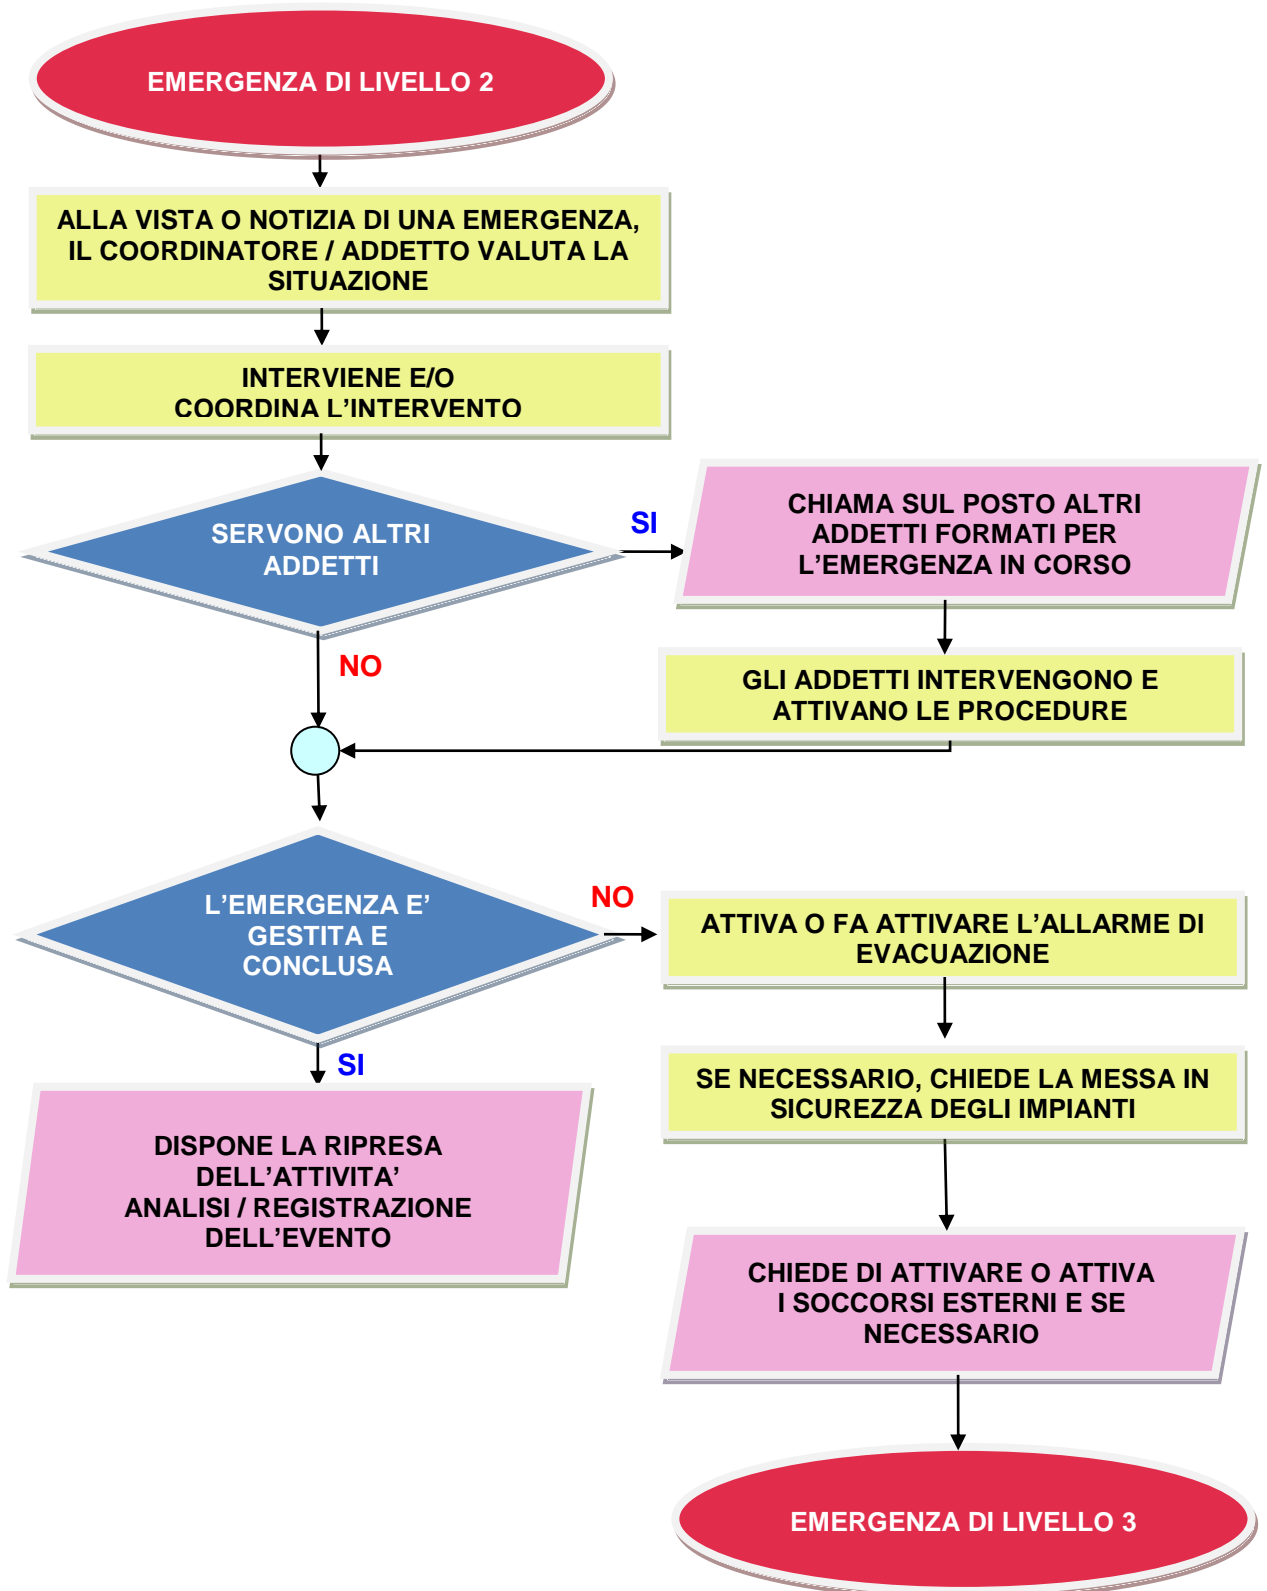 EMERGENZA DI LIVELLO 2
ALLA VISTA O NOTIZIA DI UNA EMERGENZA,
IL COORDINATORE / ADDETTO VALUTA LA
SITUAZIONE
INTERVIENE E/O
COORDINA L’INTERVENTO
SERVONO ALTRI
ADDETTI
SI
CHIAMA SUL POSTO ALTRI
ADDETTI FORMATI PER
L’EMERGENZA IN CORSO
NO
GLI ADDETTI INTERVENGONO E
ATTIVANO LE PROCEDURE
L’EMERGENZA E’
GESTITA E
CONCLUSA
NO
ATTIVA O FA ATTIVARE L’ALLARME DI
EVACUAZIONE
SI
SE NECESSARIO, CHIEDE LA MESSA IN
SICUREZZA DEGLI IMPIANTI
DISPONE LA RIPRESA
DELL’ATTIVITA’
ANALISI / REGISTRAZIONE
DELL’EVENTO
CHIEDE DI ATTIVARE O ATTIVA
I SOCCORSI ESTERNI E SE
NECESSARIO
EMERGENZA DI LIVELLO 3